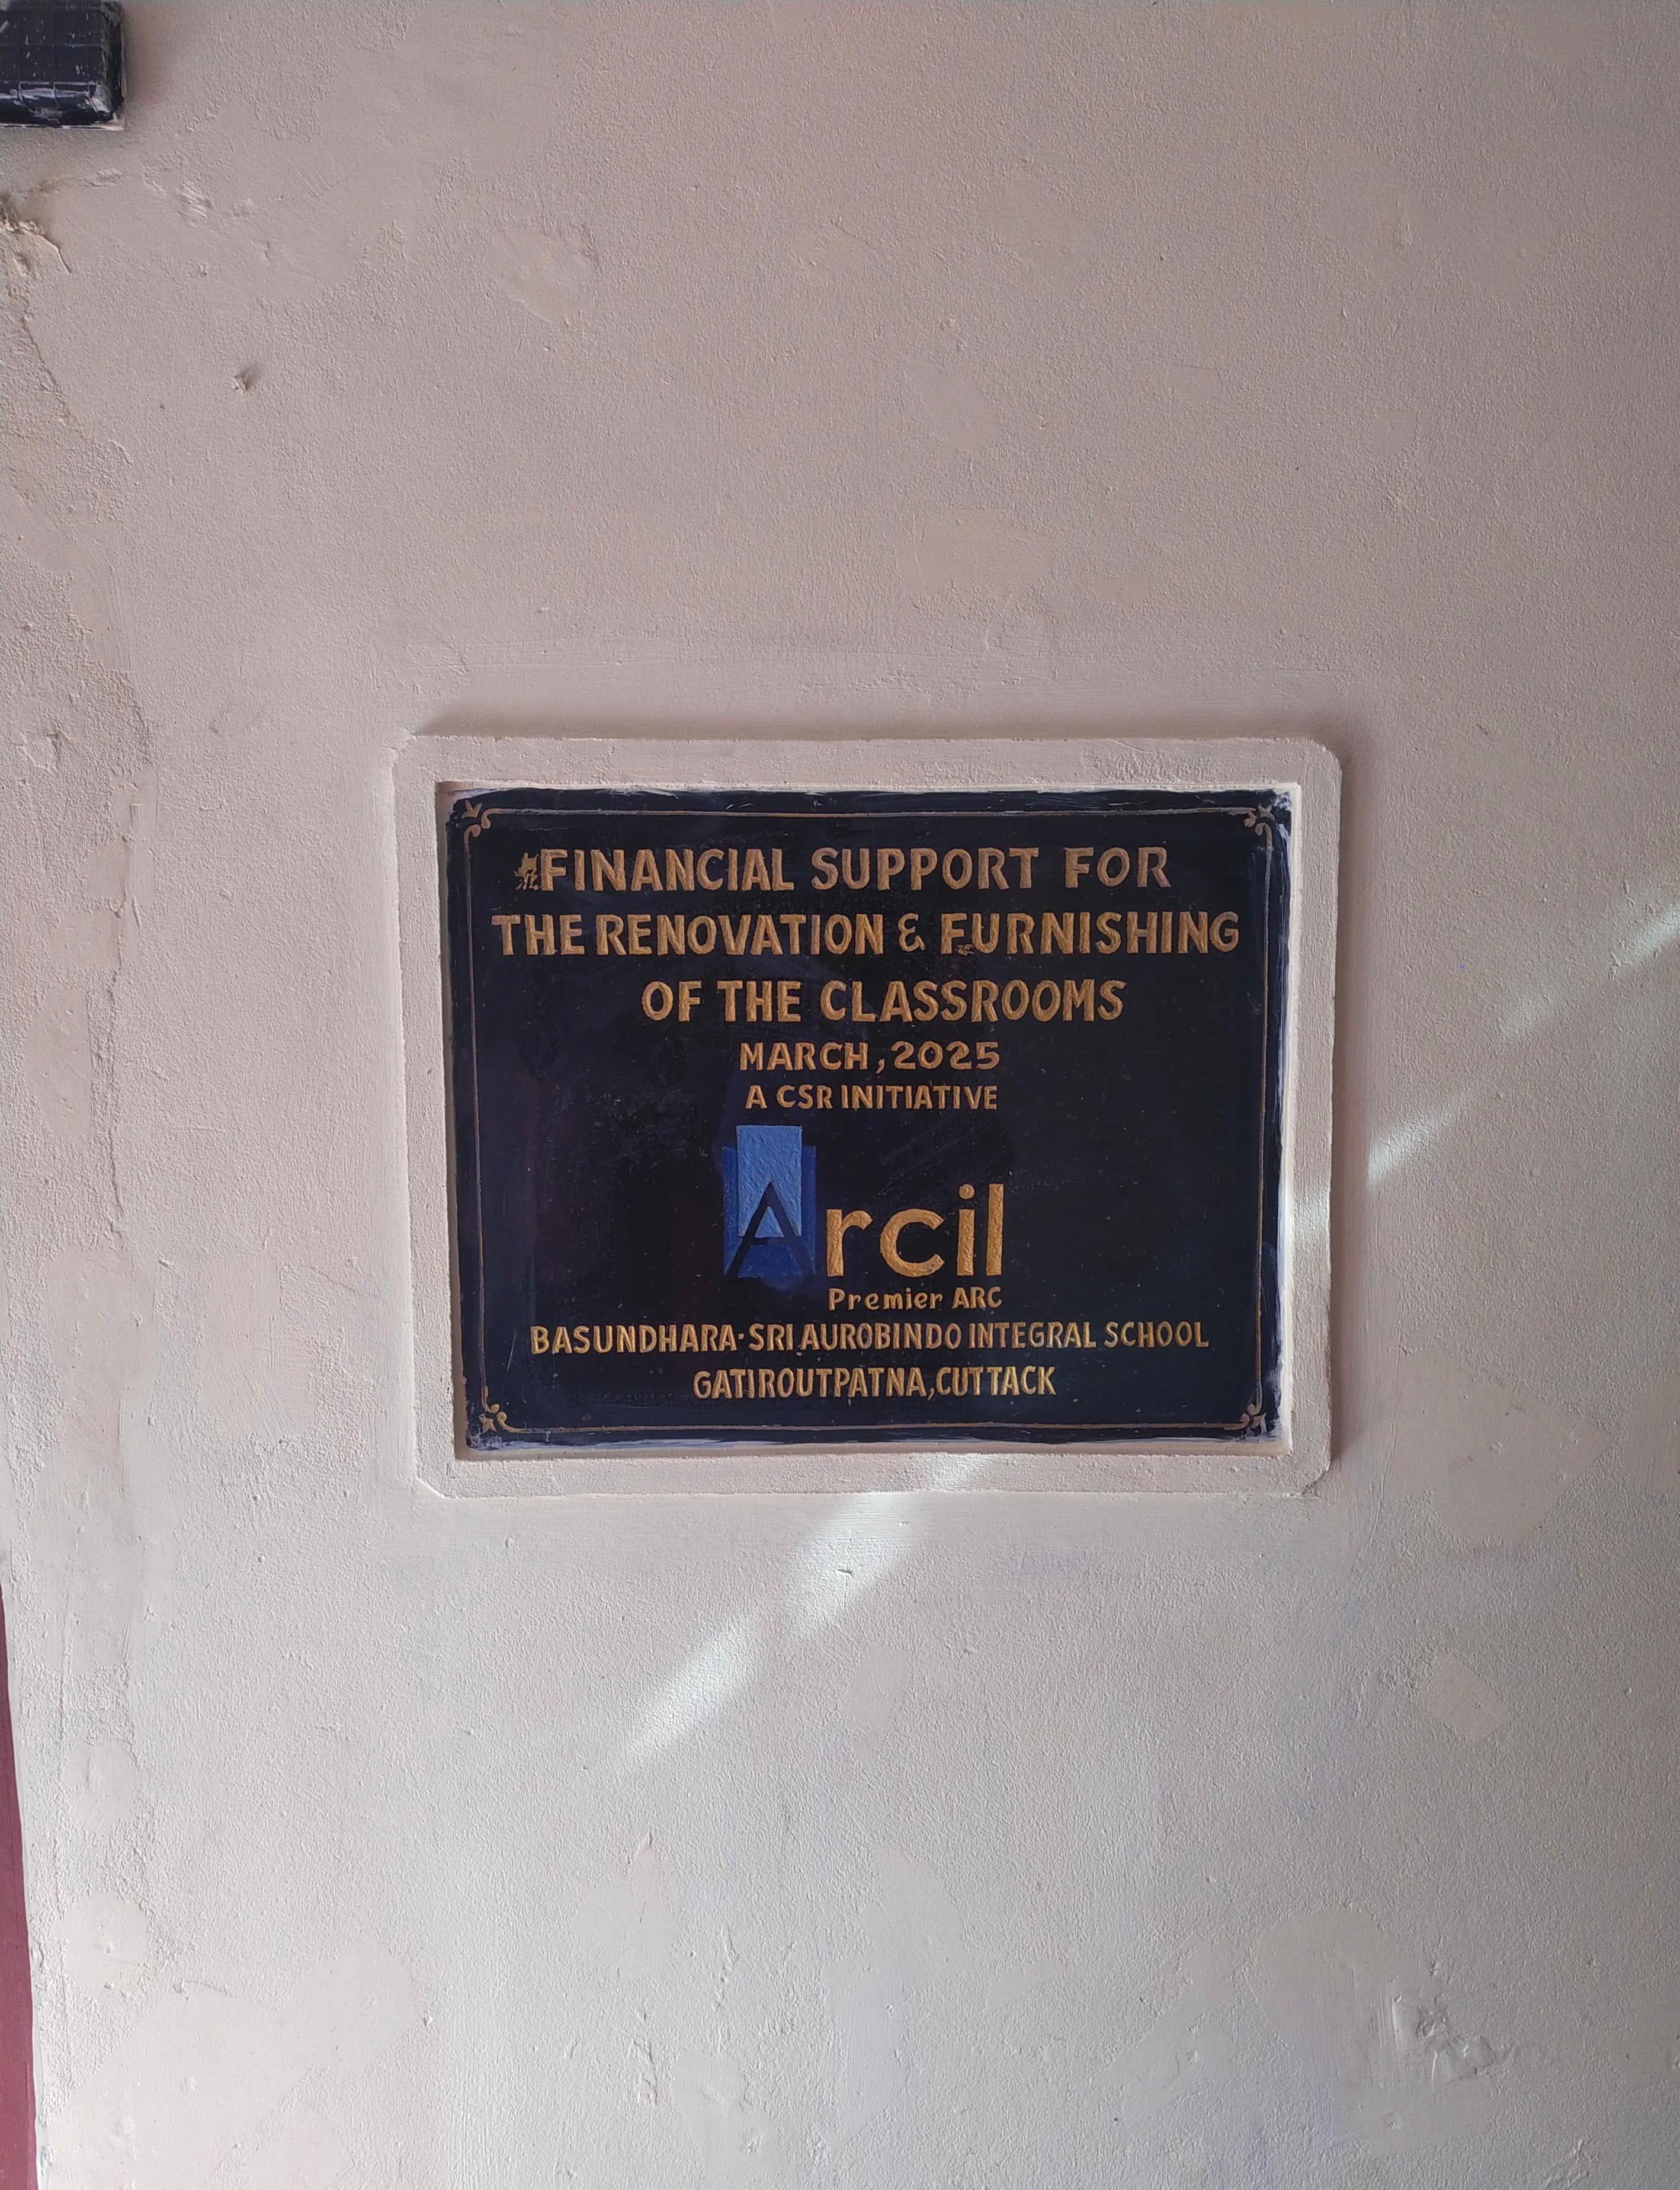 FINANCIAL SUPPORT FOR
THE RENOVATION & FURNISHING
OF THE CLASSROOMS
MARCH, 2025
A CSR INITIATIVE
Arcil
Premier ARC
BASUNDHARA-SRI AUROBINDO INTEGRAL SCHOOL
GATIROUTPATNA, CUTTACK